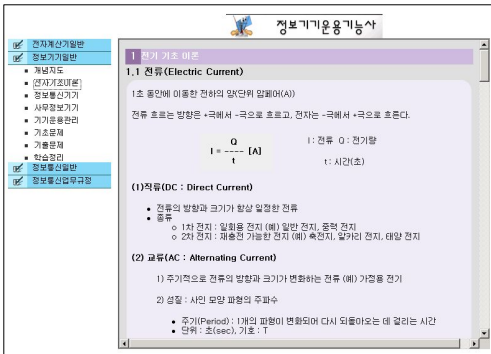 정보기기운용기능사
전자계산기일반
정보기기일반
개념지도
전자기초이론
정보통신기기
사무정보기기
기기운용관리
기초문제
기출문제
학습정리
정보통신일반
정보통신업무규정
1 전기 기초 이론
1.1 전류(Electric Current)
1초 동안에 이동한 전하의 양(단위 암페어(A))
전류 흐르는 방향은 +극에서 -극으로 흐르고, 전자는 -극에서 +극으로 흐른다.
I = Q / t [A]
I : 전류 Q : 전기량
t : 시간(초)
(1)직류(DC : Direct Current)
전류의 방향과 크기가 항상 일정한 전류
종류
1차 전지 : 일회용 전지 (예) 일반 전지, 중력 전지
2차 전지 : 재충전 가능한 전지 (예) 축전지, 알카리 전지, 태양 전지
(2) 교류(AC : Alternating Current)
1) 주기적으로 전류의 방향과 크기가 변화하는 전류 (예) 가정용 전기
2) 성질 : 사인 모양 파형의 주파수
주기(Period) : 1개의 파형이 변화되어 다시 되돌아오는 데 걸리는 시간
단위 : 초(sec), 기호 : T